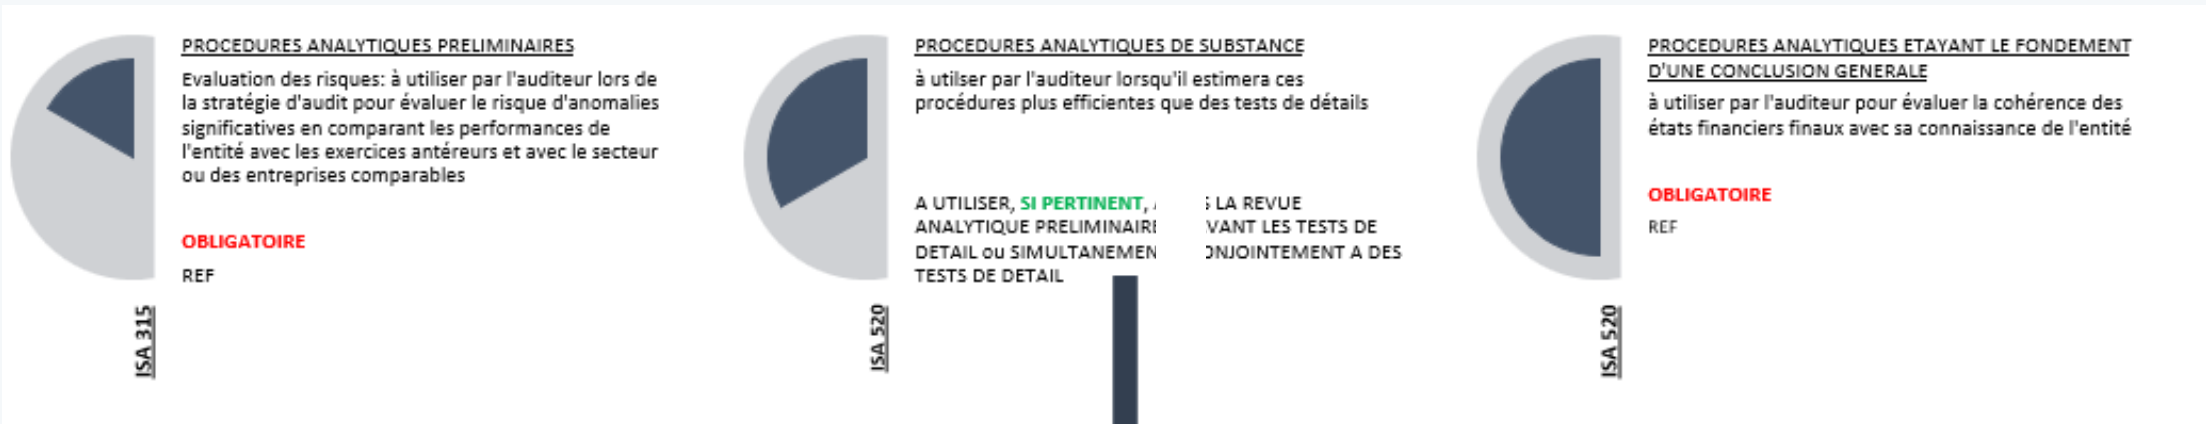 PROCEDURES ANALYTIQUES PRELIMINAIRES
Evaluation des risques: à utiliser par l'auditeur lors de
la stratégie d'audit pour évaluer le risque d'anomalies
significatives en comparant les performances de
l'entité avec les exercices antéreurs et avec le secteur
ou des entreprises comparables
OBLIGATOIRE
REF
ISA 315
PROCEDURES ANALYTIQUES DE SUBSTANCE
à utilser par l'auditeur lorsqu'il estimera ces
procédures plus efficientes que des tests de détails
A UTILISER, SI PERTINENT, LA REVUE
ANALYTIQUE PRELIMINAIRE VANT LES TESTS DE
DETAIL ou SIMULTANEMEN ONJOINTEMENT A DES
TESTS DE DETAIL
ISA 520
PROCEDURES ANALYTIQUES ETAYANT LE FONDEMENT
D'UNE CONCLUSION GENERALE
à utiliser par l'auditeur pour évaluer la cohérence des
états financiers finaux avec sa connaissance de l'entité
OBLIGATOIRE
REF
ISA 520